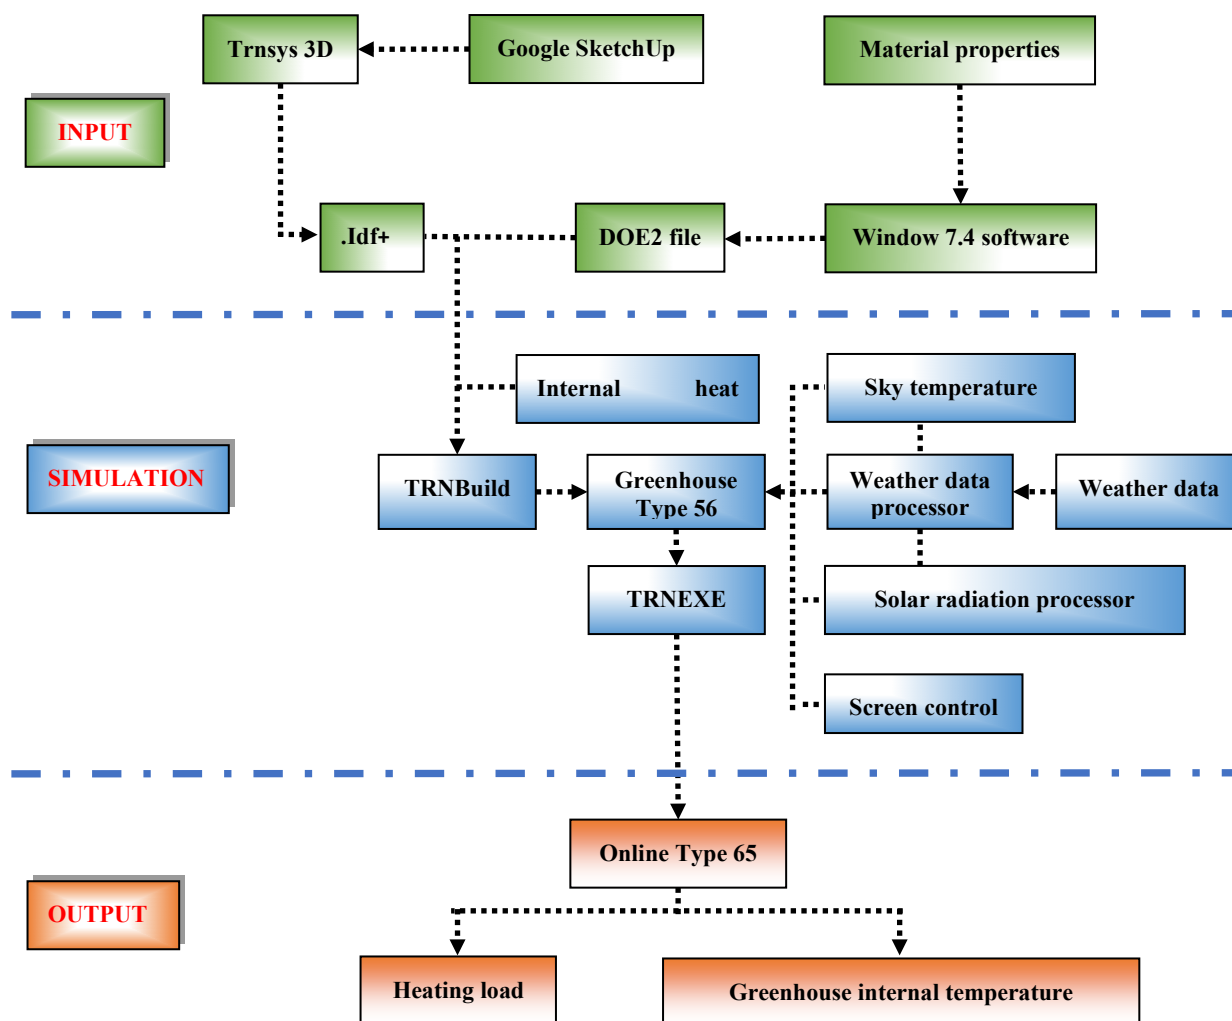 Trnsys 3D
Google SketchUp
Material properties
INPUT
.Idf+
DOE2 file
Window 7.4 software
Internal heat
Sky temperature
SIMULATION
TRNBuild
Greenhouse
Type 56
Weather data
processor
Weather data
TRNEXE
Solar radiation processor
Screen control
Online Type 65
OUTPUT
Heating load
Greenhouse internal temperature